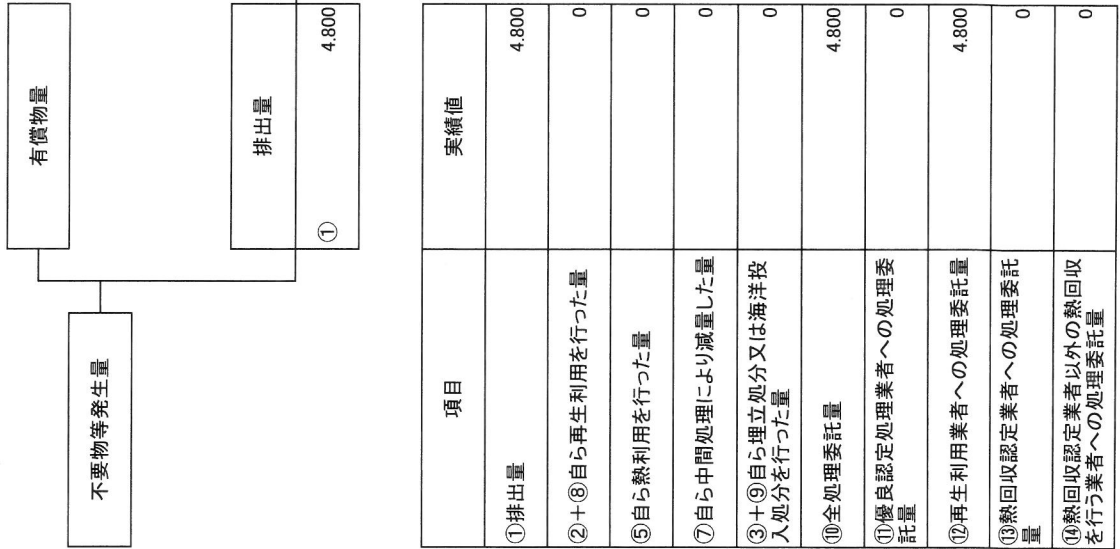 不要物等発生量
有償物量
排出量
① 4.800
項目 実績値
①排出量 4.800
②+⑧自ら再生利用を行った量 0
⑤自ら熱利用を行った量 0
⑦自ら中間処理により減量した量 0
③+⑨自ら埋立処分又は海洋投
入処分を行った量 0
⑩全処理委託量 4.800
⑪優良認定処理業者への処理委
託量 0
⑫再生利用業者への処理委託量 4.800
⑬熱回収認定業者への処理委託
量 0
⑭熱回収認定業者以外の熱回収
を行う業者への処理委託量 0